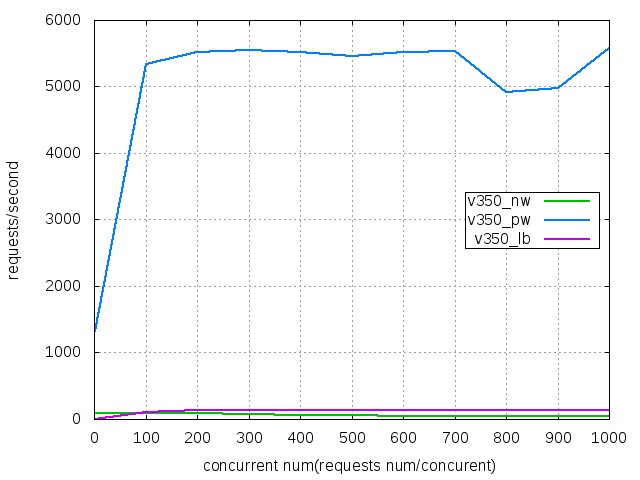 6000
5000
4000
3000
2000
1000
0
requests/second
v350_nw
v350_pw
v350_lb
0 100 200 300 400 500 600 700 800 900 1000
concurrent num(requests num/concurent)